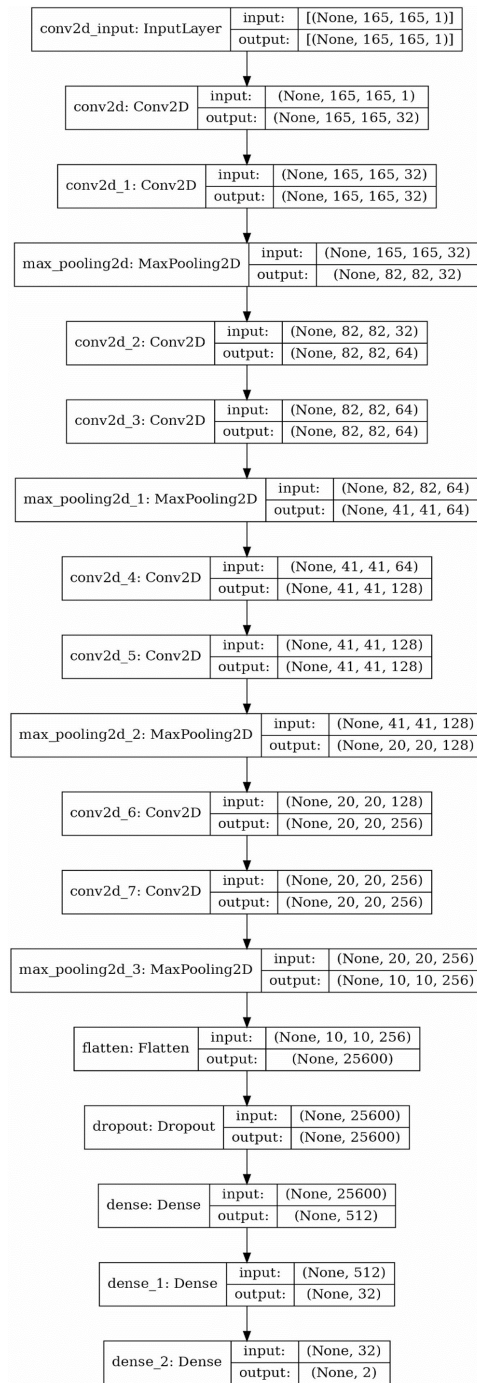 conv2d_input: InputLayer
input: [(None, 165, 165, 1)]
output: [(None, 165, 165, 1)]
conv2d: Conv2D
input: (None, 165, 165, 1)
output: (None, 165, 165, 32)
conv2d_1: Conv2D
input: (None, 165, 165, 32)
output: (None, 165, 165, 32)
max_pooling2d: MaxPooling2D
input: (None, 165, 165, 32)
output: (None, 82, 82, 32)
conv2d_2: Conv2D
input: (None, 82, 82, 32)
output: (None, 82, 82, 64)
conv2d_3: Conv2D
input: (None, 82, 82, 64)
output: (None, 82, 82, 64)
max_pooling2d_1: MaxPooling2D
input: (None, 82, 82, 64)
output: (None, 41, 41, 64)
conv2d_4: Conv2D
input: (None, 41, 41, 64)
output: (None, 41, 41, 128)
conv2d_5: Conv2D
input: (None, 41, 41, 128)
output: (None, 41, 41, 128)
max_pooling2d_2: MaxPooling2D
input: (None, 41, 41, 128)
output: (None, 20, 20, 128)
conv2d_6: Conv2D
input: (None, 20, 20, 128)
output: (None, 20, 20, 256)
conv2d_7: Conv2D
input: (None, 20, 20, 256)
output: (None, 20, 20, 256)
max_pooling2d_3: MaxPooling2D
input: (None, 20, 20, 256)
output: (None, 10, 10, 256)
flatten: Flatten
input: (None, 10, 10, 256)
output: (None, 25600)
dropout: Dropout
input: (None, 25600)
output: (None, 25600)
dense: Dense
input: (None, 25600)
output: (None, 512)
dense_1: Dense
input: (None, 512)
output: (None, 32)
dense_2: Dense
input: (None, 32)
output: (None, 2)